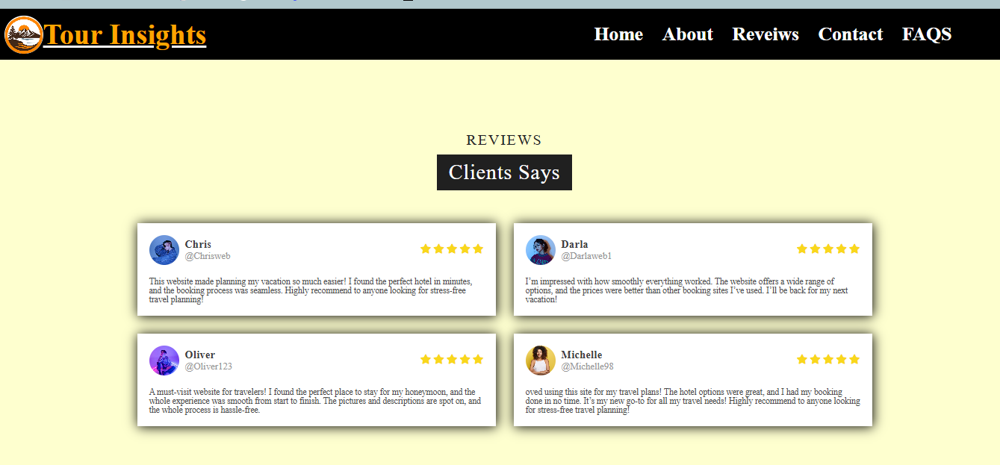 Tour Insights
Home About Reveiws Contact FAQS
REVIEWS
Clients Says
Chris
@Chrisweb
This website made planning my vacation so much easier! I found the perfect hotel in minutes,
and the booking process was seamless. Highly recommend to anyone looking for stress-free
travel planning!
Darla
@Darlaweb1
I’m impressed with how smoothly everything worked. The website offers a wide range of
options, and the prices were better than other booking sites I’ve used. I’ll be back for my next
vacation!
Oliver
@Oliver123
A must-visit website for travelers! I found the perfect place to stay for my honeymoon, and the
whole experience was smooth from start to finish. The pictures and descriptions are spot on, and
the whole process is hassle-free.
Michelle
@Michelle98
oved using this site for my travel plans! The hotel options were great, and I had my booking
done in no time. It’s my new go-to for all my travel needs! Highly recommend to anyone looking
for stress-free travel planning!